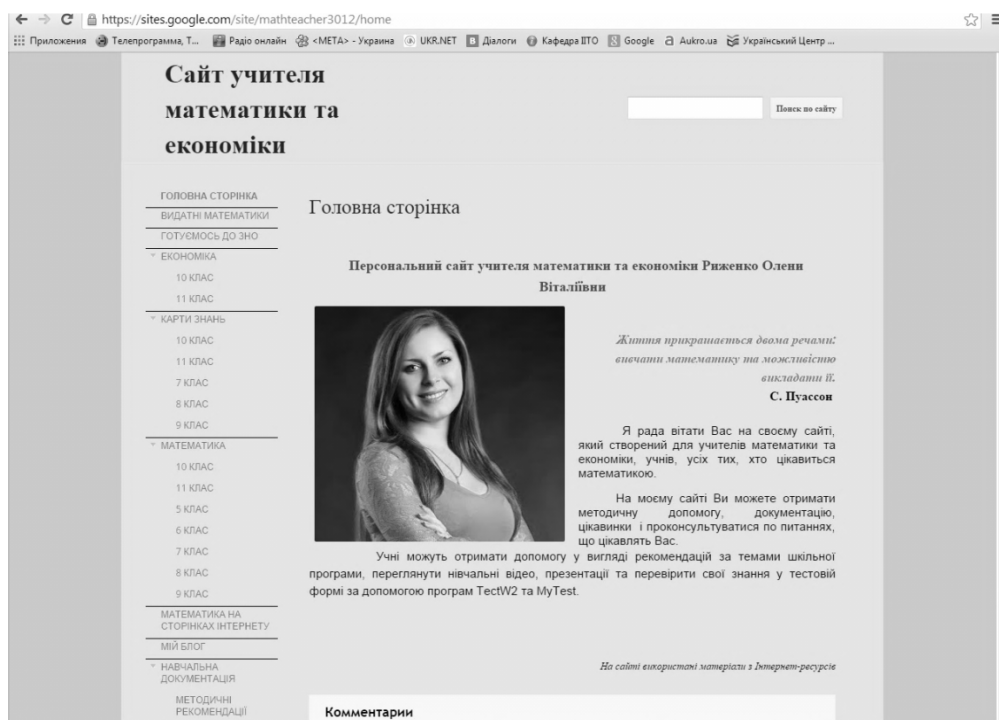 https://sites.google.com/site/mathteacher3012/home
Приложения Телепрограмма, Т... Радіо онлайн <META> - Украина UKR.NET Діалоги Кафедра ІТО Google Aukro.ua Український Центр ...
Сайт учителя
математики та
економіки
Поиск по сайту
ГОЛОВНА СТОРІНКА
ВИДАТНІ МАТЕМАТИКИ
ГОТУЄМОСЬ ДО ЗНО
ЕКОНОМІКА
10 КЛАС
11 КЛАС
КАРТИ ЗНАНЬ
10 КЛАС
11 КЛАС
7 КЛАС
8 КЛАС
9 КЛАС
МАТЕМАТИКА
10 КЛАС
11 КЛАС
5 КЛАС
6 КЛАС
7 КЛАС
8 КЛАС
9 КЛАС
МАТЕМАТИКА НА
СТОРІНКАХ ІНТЕРНЕТУ
МІЙ БЛОГ
НАВЧАЛЬНА
ДОКУМЕНТАЦІЯ
МЕТОДИЧНІ
РЕКОМЕНДАЦІЇ
Головна сторінка
Персональний сайт учителя математики та економіки Риженко Олени
Віталіївни
Життя прикрашається двома речами:
вивчати математику та можливістю
викладати її.
С. Пуассон
Я рада вітати Вас на своєму сайті,
який створений для учителів математики та
економіки, учнів, усіх тих, хто цікавиться
математикою.
На моєму сайті Ви можете отримати
методичну допомогу, документацію,
цікавинки і проконсультуватися по питаннях,
що цікавлять Вас.
Учні можуть отримати допомогу у вигляді рекомендацій за темами шкільної
програми, переглянути нівчальні відео, презентації та перевірити свої знання у тестовій
формі за допомогою програм ТестW2 та MyTest.
На сайті використані матеріали з Інтернет-ресурсів
Комментарии